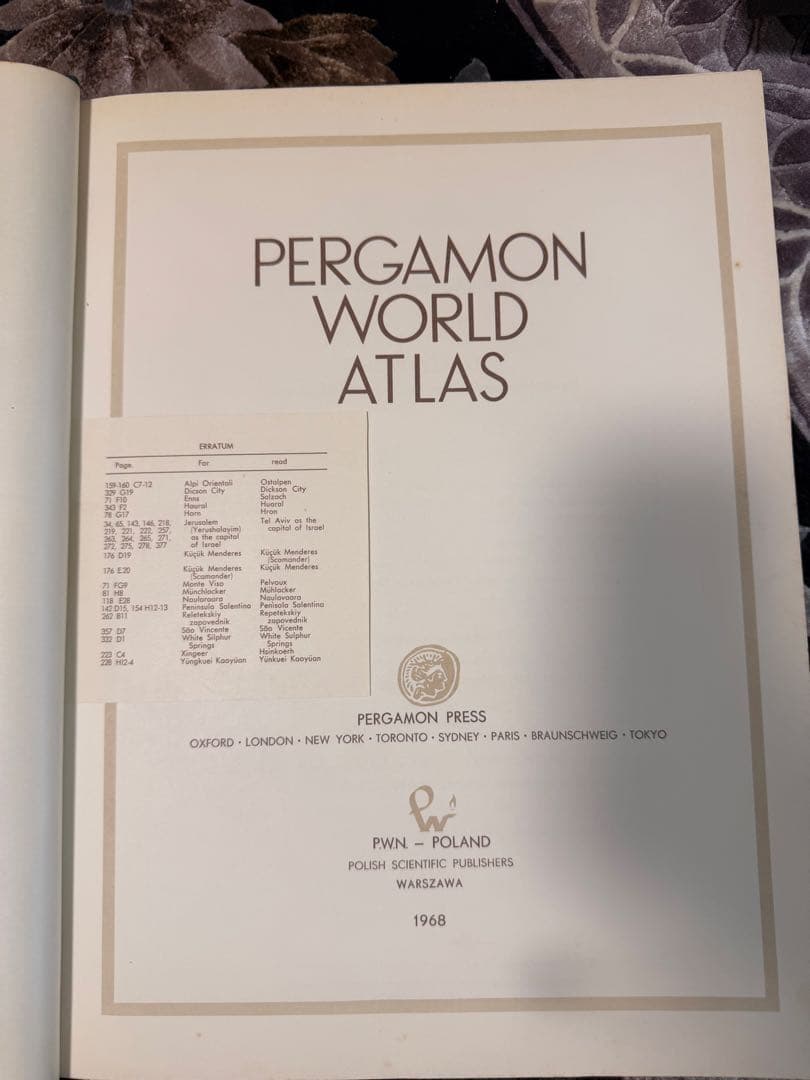 PERGAMON
WORLD
ATLAS
ERRATUM
Page. For read
159-160 C7-12 Alpi Orientali Ostalpen
329 G19 Dicson City Dickson City
71 F10 Enns Salzach
343 F2 Haural Huaral
78 G17 Horn Hron
34, 65, 143, 146, 218, Jerusalem Tel Aviv as the
219, 221, 222, 257, (Yerushalayim) capital of Israel
263, 264, 265, 271, as the capital
272, 275, 278, 377 of Israel
176 D19 Küçük Menderes Küçük Menderes
(Scamander)
176 E20 Küçük Menderes Küçük Menderes
(Scamander)
71 FG9 Monte Viso Pelvoux
81 H8 Münchlacker Mühlacker
118 E28 Naularaara Naulavaara
142 D15, 154 H12-13 Peninsula Salentina Penisola Salentina
262 B11 Reletekskiy Repetekskiy
zapovednik zapovednik
357 D7 São Vincente São Vicente
332 D1 White Silphur White Sulphur
Springs Springs
223 C4 Xingeer Hsinkoerh
228 H12-4 Yüngkuei Kaoyüan Yünkuei Kaoyüan
PERGAMON PRESS
OXFORD · LONDON · NEW YORK · TORONTO · SYDNEY · PARIS · BRAUNSCHWEIG · TOKYO
PW
P.W.N. – POLAND
POLISH SCIENTIFIC PUBLISHERS
WARSZAWA
1968